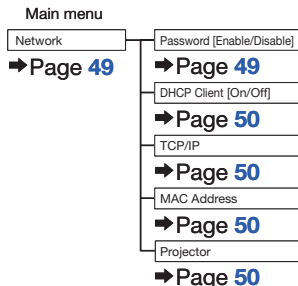 Main menu
Network
➡Page 49
Password [Enable/Disable]
➡Page 49
DHCP Client [On/Off]
➡Page 50
TCP/IP
➡Page 50
MAC Address
➡Page 50
Projector
➡Page 50